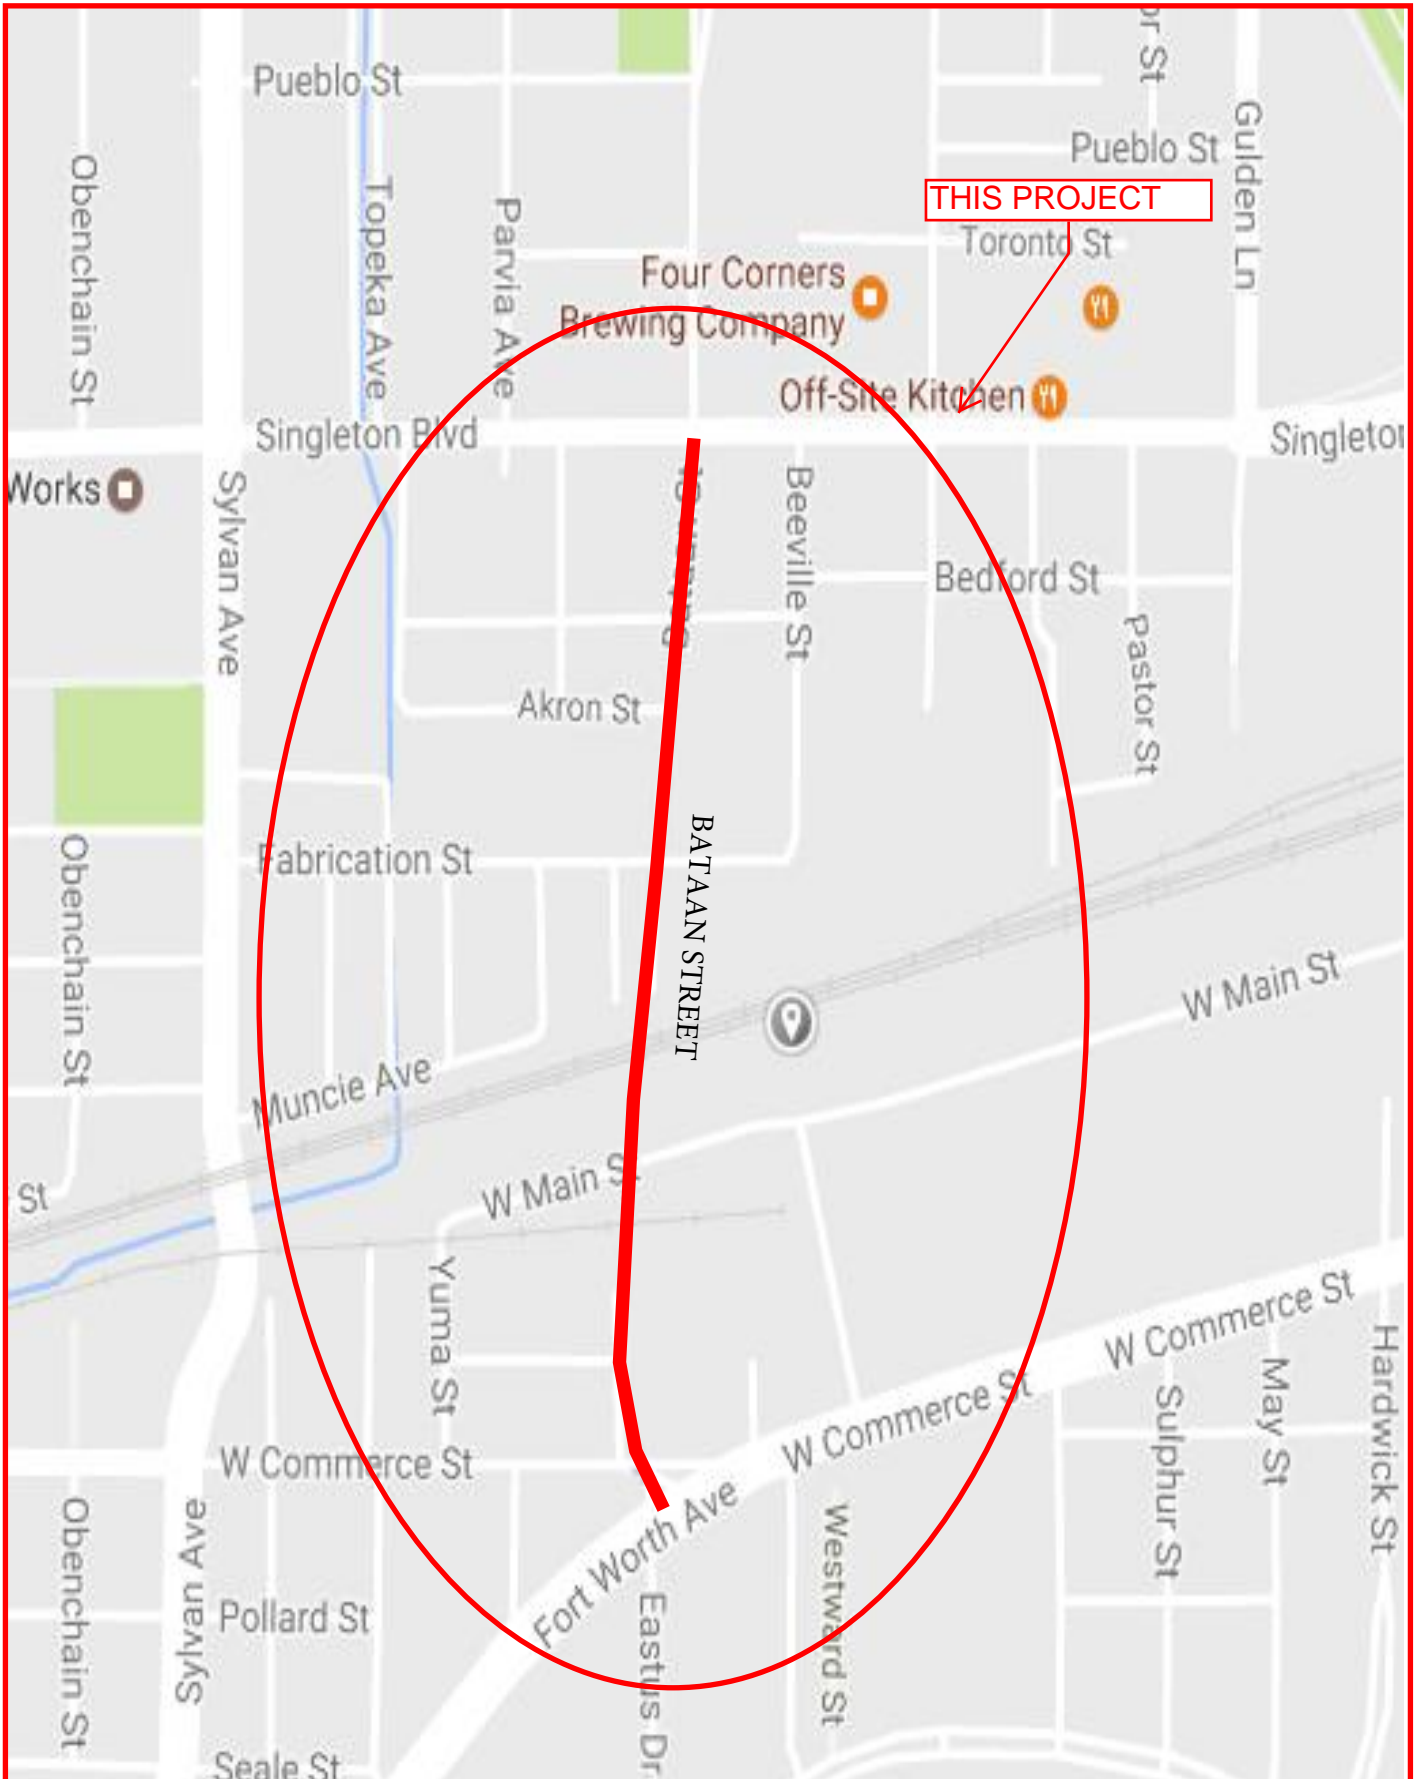 or St
Pueblo St
Gulden Ln
Pueblo St
Obenchain St
Topeka Ave
Parvia Ave
THIS PROJECT
Toronto St
Four Corners
Brewing Company
Off-Site Kitchen
Singleton Blvd
Singleton
Works
Sylvan Ave
Beeville St
Bedford St
Pastor St
Akron St
BATAAN STREET
Fabrication St
Obenchain St
W Main St
Muncie Ave
W Main St
St
Yuma St
W Commerce St
W Commerce St
W Commerce St
Hardwick St
May St
Sulphur St
Obenchain St
Sylvan Ave
Fort Worth Ave
Westward St
Pollard St
Eastus Dr
Seale St